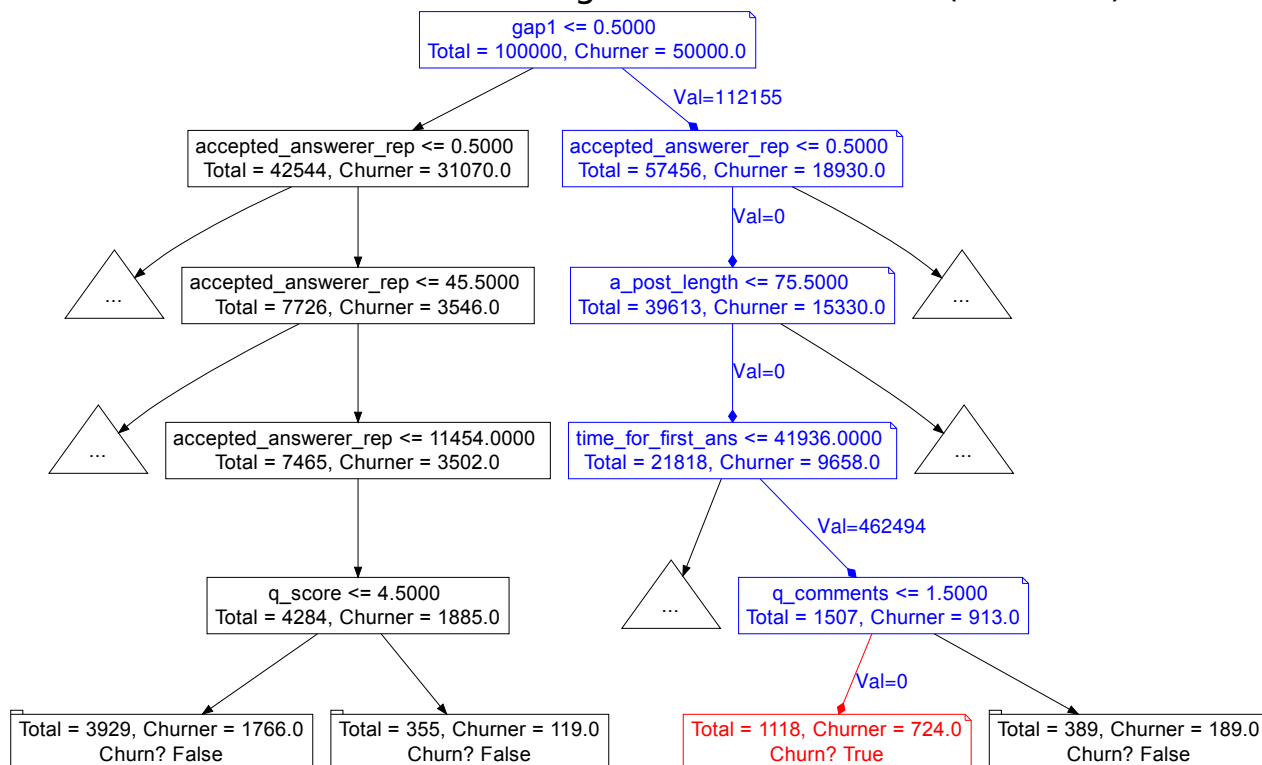 gap1 <= 0.5000
Total = 100000, Churner = 50000.0
Val=112155
accepted_answerer_rep <= 0.5000
Total = 42544, Churner = 31070.0
accepted_answerer_rep <= 0.5000
Total = 57456, Churner = 18930.0
Val=0
...
accepted_answerer_rep <= 45.5000
Total = 7726, Churner = 3546.0
a_post_length <= 75.5000
Total = 39613, Churner = 15330.0
...
Val=0
...
accepted_answerer_rep <= 11454.0000
Total = 7465, Churner = 3502.0
time_for_first_ans <= 41936.0000
Total = 21818, Churner = 9658.0
...
Val=462494
q_score <= 4.5000
Total = 4284, Churner = 1885.0
...
q_comments <= 1.5000
Total = 1507, Churner = 913.0
Val=0
Total = 3929, Churner = 1766.0
Churn? False
Total = 355, Churner = 119.0
Churn? False
Total = 1118, Churner = 724.0
Churn? True
Total = 389, Churner = 189.0
Churn? False